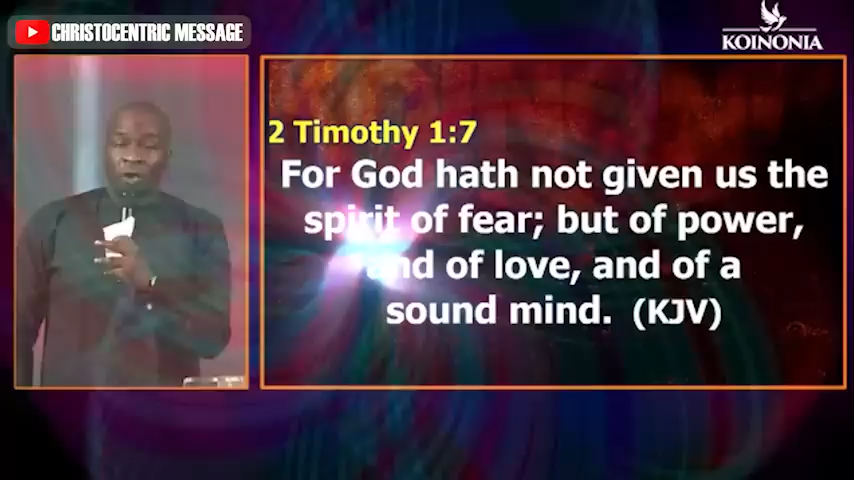 CHRISTOCENTRIC MESSAGE
KOINONIA
2 Timothy 1:7
For God hath not given us the
spirit of fear; but of power,
and of love, and of a
sound mind. (KJV)